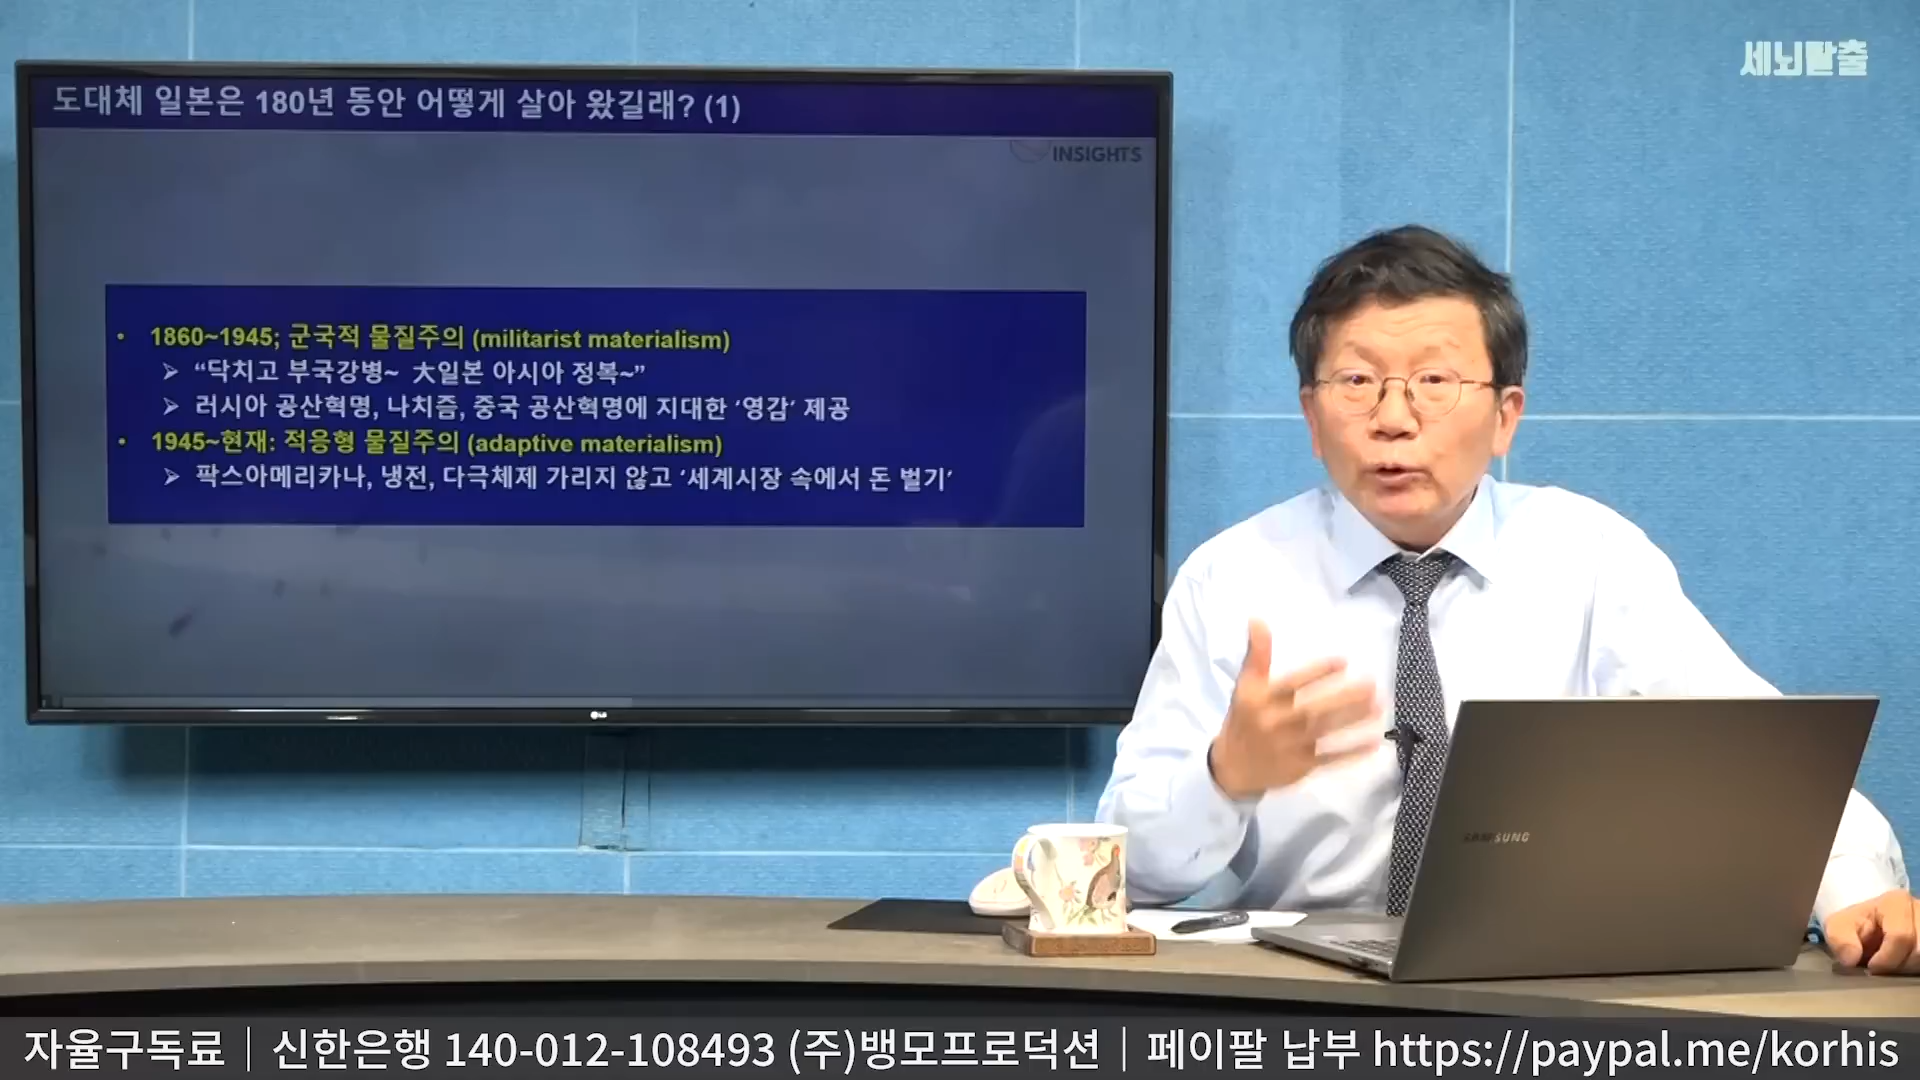 세뇌탈출
도대체 일본은 180년 동안 어떻게 살아 왔길래? (1)
INSIGHTS
• 1860~1945; 군국적 물질주의 (militarist materialism)
➢ “닥치고 부국강병~ 大일본 아시아 정복~”
➢ 러시아 공산혁명, 나치즘, 중국 공산혁명에 지대한 ‘영감’ 제공
• 1945~현재: 적응형 물질주의 (adaptive materialism)
➢ 팍스아메리카나, 냉전, 다극체제 가리지 않고 ‘세계시장 속에서 돈 벌기’
LG
SAMSUNG
자율구독료│신한은행 140-012-108493 (주)뱅모프로덕션│페이팔 납부 https://paypal.me/korhis